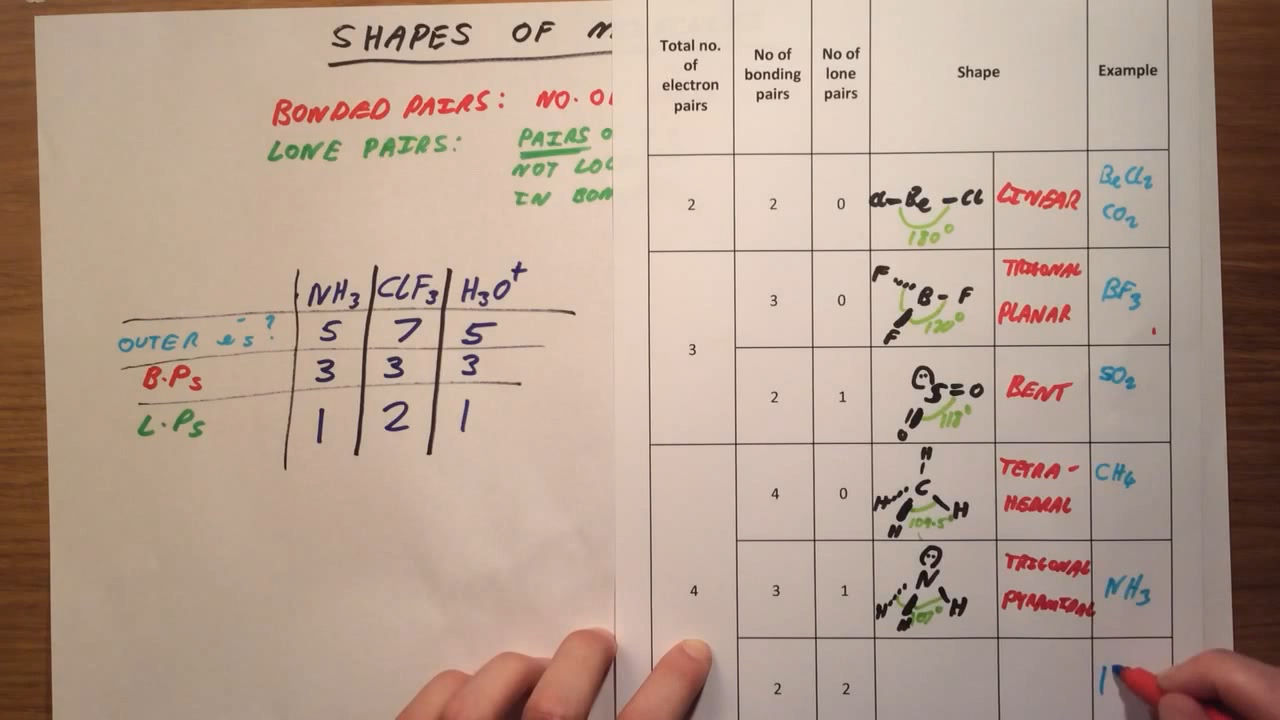 SHAPES OF
BONDED PAIRS: NO.
LONE PAIRS: PAIRS
NOT
IN
NH3 ClF3 H3O+
OUTER e-s? 5 7 5
B.Ps 3 3 3
L.Ps 1 2 1
Total no.
of
electron
pairs
No of
bonding
pairs
No of
lone
pairs
Shape
Example
2 2 0 Cl-Be-Cl LINEAR BeCl2
180° CO2
3
3 0 F B-F TRIGONAL BF3
F 120° PLANAR
2 1 S=O BENT SO2
O 118°
4
4 0 H TETRA- CH4
H C H HEDRAL
H 109.5°
3 1 N TRIGONAL NH3
H H H 107° PYRAMIDAL
2 2